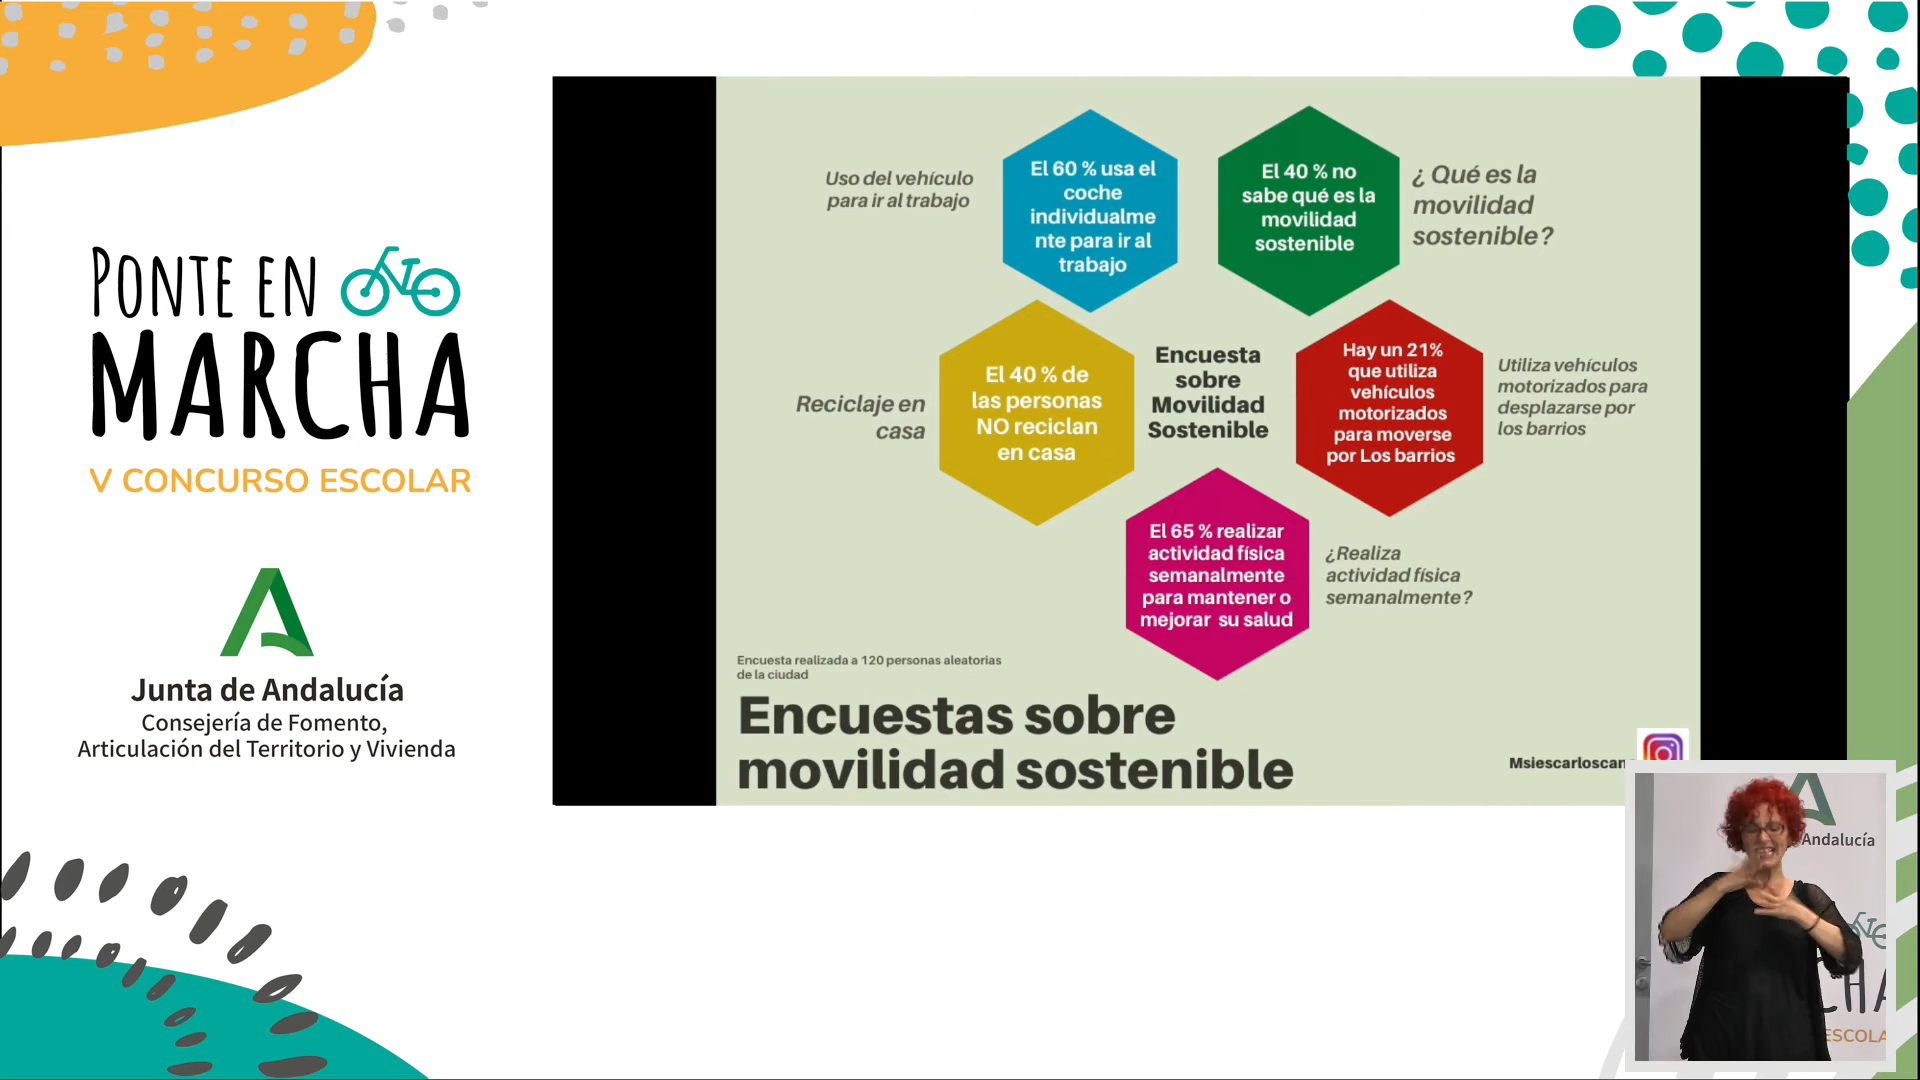 PONTE EN
MARCHA
V CONCURSO ESCOLAR
Junta de Andalucía
Consejería de Fomento,
Articulación del Territorio y Vivienda
Uso del vehículo
para ir al trabajo
El 60 % usa el
coche
individualme
nte para ir al
trabajo
El 40 % no
sabe qué es la
movilidad
sostenible
¿ Qué es la
movilidad
sostenible?
Reciclaje en
casa
El 40 % de
las personas
NO reciclan
en casa
Encuesta
sobre
Movilidad
Sostenible
Hay un 21%
que utiliza
vehículos
motorizados
para moverse
por Los barrios
Utiliza vehículos
motorizados para
desplazarse por
los barrios
El 65 % realizar
actividad física
semanalmente
para mantener o
mejorar su salud
¿Realiza
actividad física
semanalmente?
Encuesta realizada a 120 personas aleatorias
de la ciudad
Encuestas sobre
movilidad sostenible
Msiescarloscan
Andalucía
CHA
ESCOLA